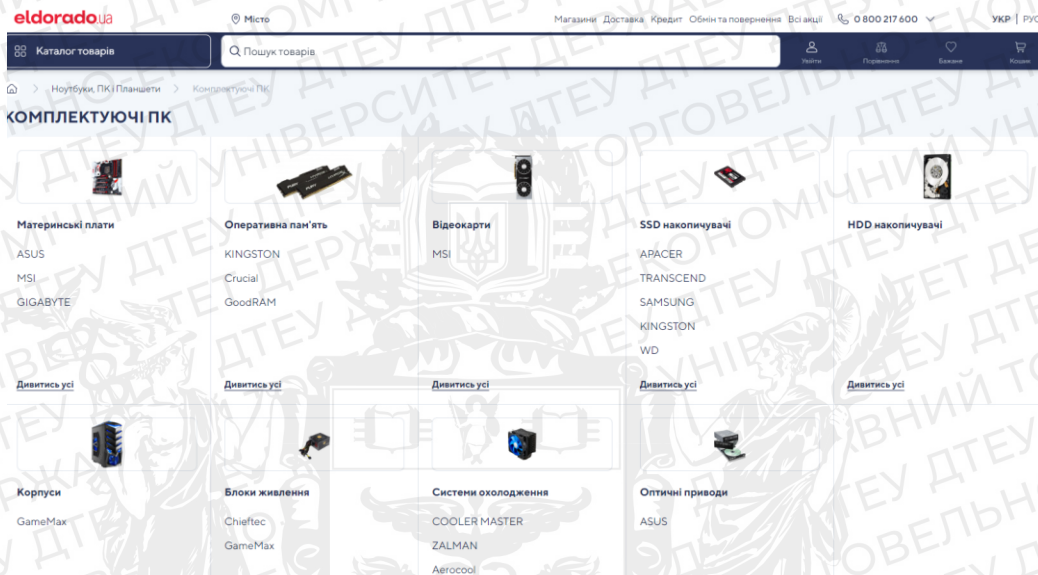 eldorado.ua
Місто
Магазини Доставка Кредит Обмін та повернення Всі акції 0 800 217 600 УКР | РУС
Каталог товарів
Пошук товарів
Увійти Порівняння Бажане Кошик
Ноутбуки, ПК і Планшети > Комплектуючі ПК
КОМПЛЕКТУЮЧІ ПК
Материнські плати
ASUS
MSI
GIGABYTE
Дивитись усі
Оперативна пам'ять
KINGSTON
Crucial
GoodRAM
Дивитись усі
Відеокарти
MSI
Дивитись усі
SSD накопичувачі
APACER
TRANSCEND
SAMSUNG
KINGSTON
WD
Дивитись усі
HDD накопичувачі
Дивитись усі
Корпуси
GameMax
Блоки живлення
Chieftec
GameMax
Системи охолодження
COOLER MASTER
ZALMAN
Aerocool
Оптичні приводи
ASUS